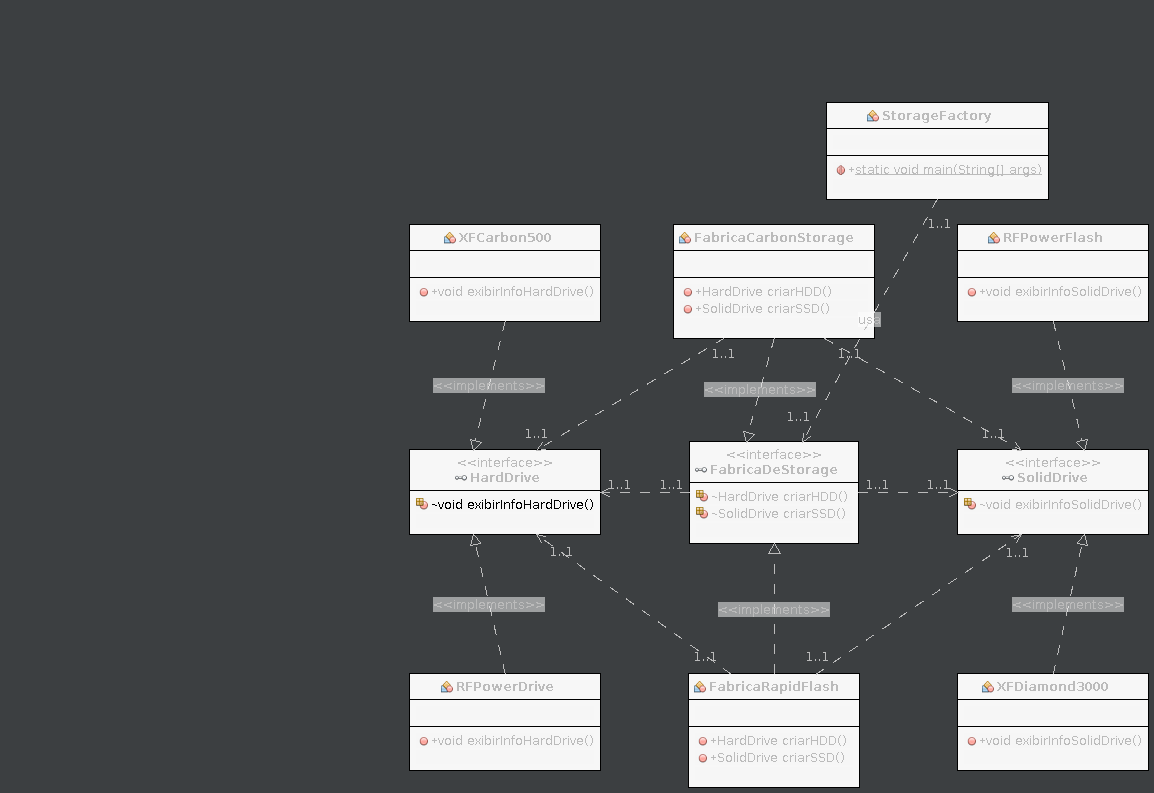 StorageFactory
+static void main(String[] args)
1..1
XFCarbon500
+void exibirInfoHardDrive()
FabricaCarbonStorage
+HardDrive criarHDD()
+SolidDrive criarSSD()
RFPowerFlash
+void exibirInfoSolidDrive()
use
1..1
1..1
<<implements>>
<<implements>>
<<implements>>
1..1
1..1
1..1
<<interface>>
HardDrive
~void exibirInfoHardDrive()
<<interface>>
FabricaDeStorage
~HardDrive criarHDD()
~SolidDrive criarSSD()
<<interface>>
SolidDrive
~void exibirInfoSolidDrive()
1..1
1..1
1..1
1..1
1..1
1..1
<<implements>>
<<implements>>
<<implements>>
1..1
1..1
RFPowerDrive
+void exibirInfoHardDrive()
FabricaRapidFlash
+HardDrive criarHDD()
+SolidDrive criarSSD()
XFDiamond3000
+void exibirInfoSolidDrive()